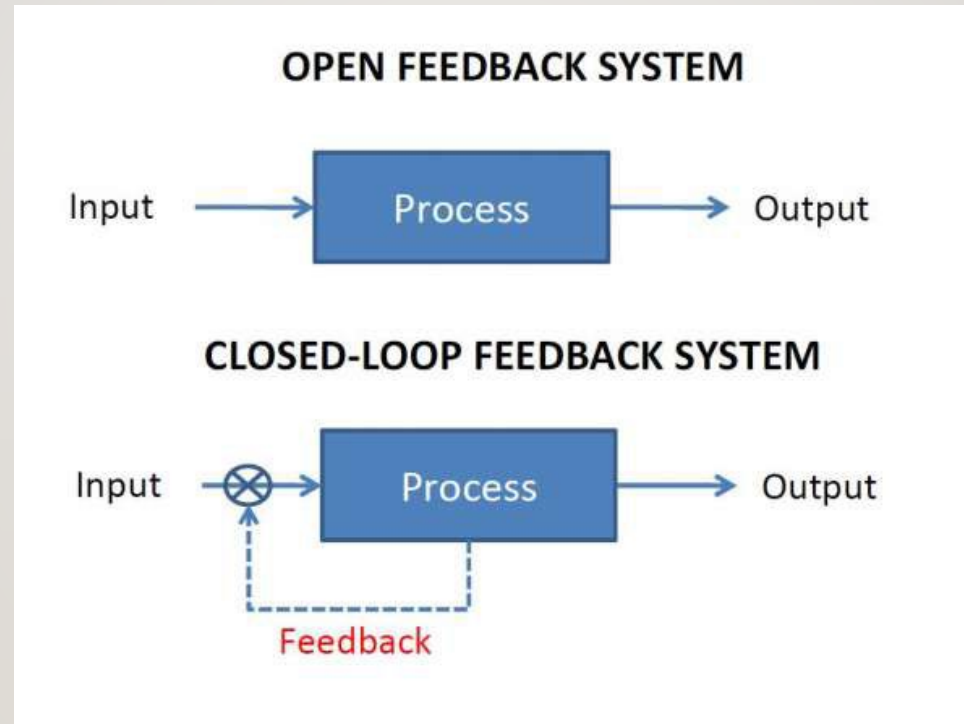 OPEN FEEDBACK SYSTEM
Input
Process
Output
CLOSED-LOOP FEEDBACK SYSTEM
Input
Process
Output
Feedback